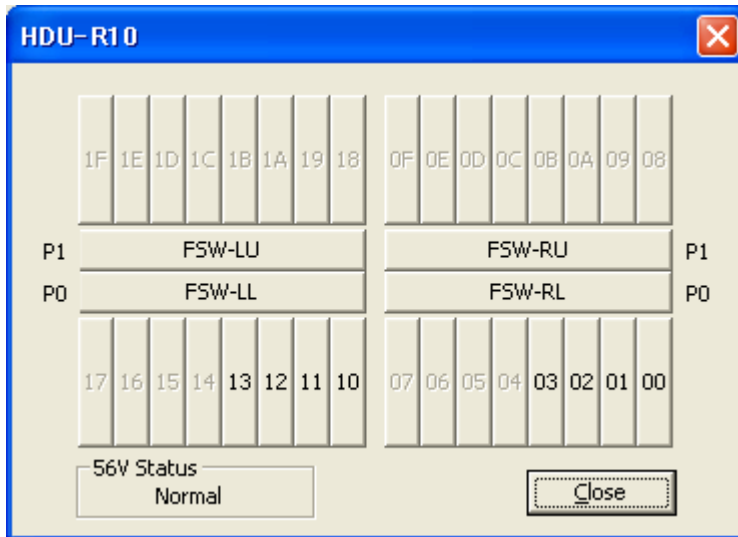 HDU-R10
1F 1E 1D 1C 1B 1A 19 18 0F 0E 0D 0C 0B 0A 09 08
P1 FSW-LU FSW-RU P1
P0 FSW-LL FSW-RL P0
17 16 15 14 13 12 11 10 07 06 05 04 03 02 01 00
56V Status
Normal Close